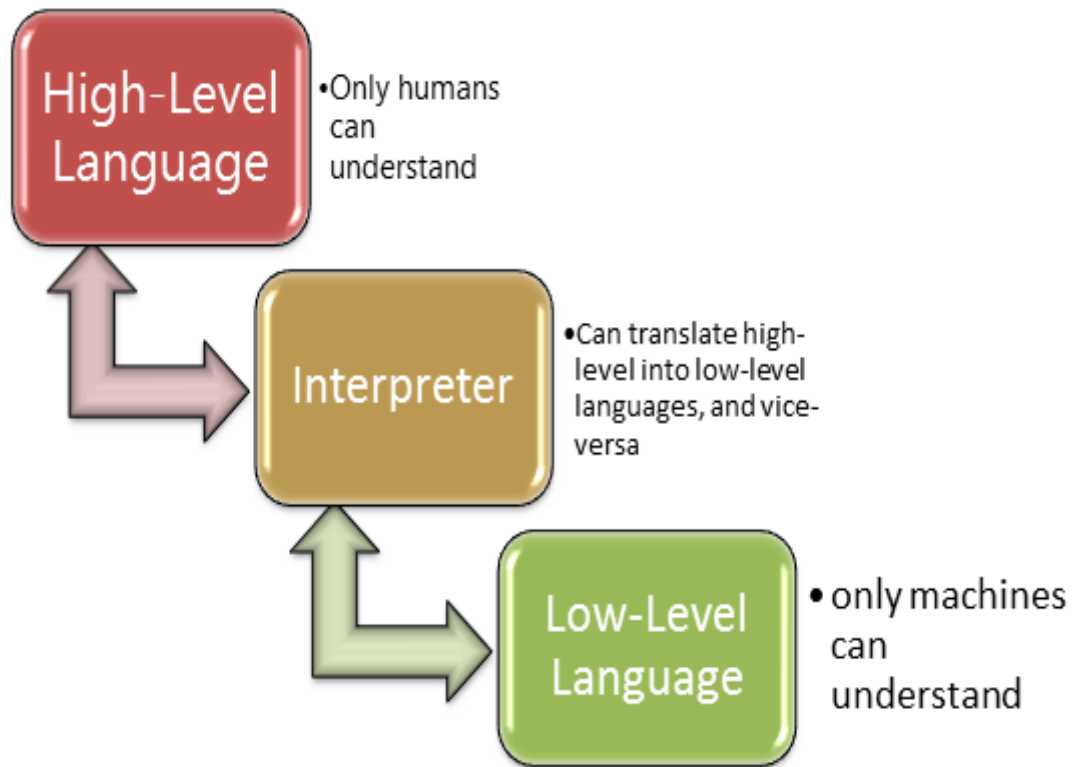 High-Level
Language
•Only humans
can
understand
Interpreter
•Can translate high-
level into low-level
languages, and vice-
versa
Low-Level
Language
• only machines
can
understand